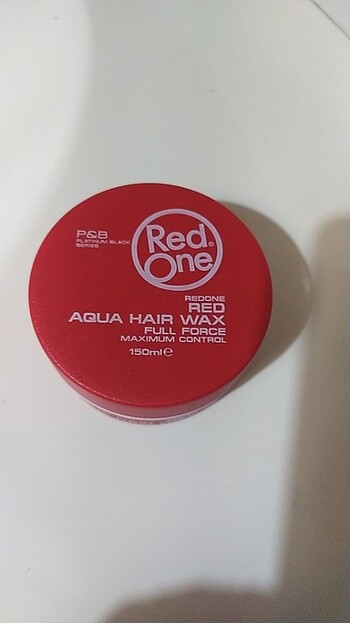 P&B
PLATINUM BLACK
SERIES
Red®
One
REDONE
RED
AQUA HAIR WAX
FULL FORCE
MAXIMUM CONTROL
150ml ℮